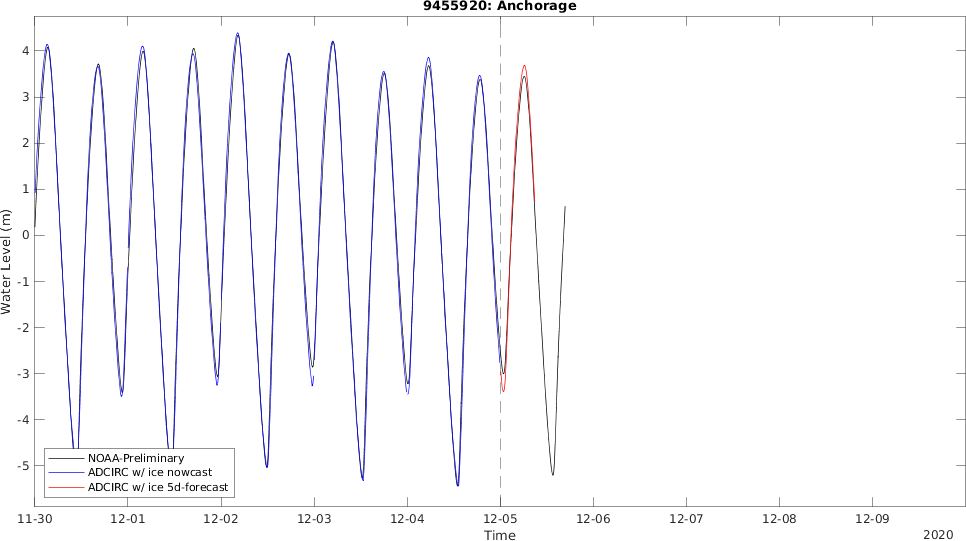 9455920: Anchorage
Water Level (m)
4
3
2
1
0
-1
-2
-3
-4
-5
NOAA-Preliminary
ADCIRC w/ ice nowcast
ADCIRC w/ ice 5d-forecast
11-30 12-01 12-02 12-03 12-04 12-05 12-06 12-07 12-08 12-09
Time
2020